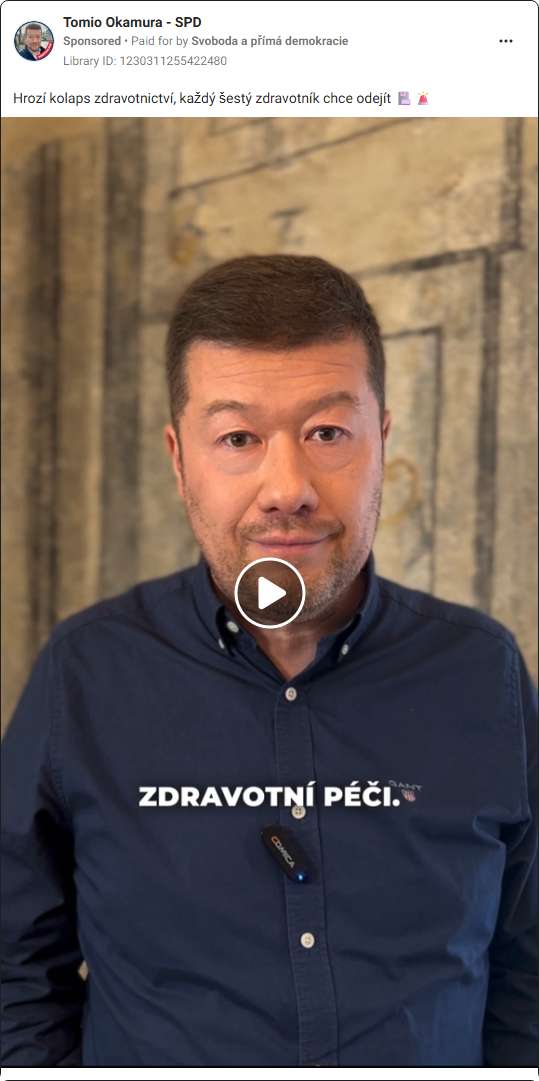 Tomio Okamura - SPD
Sponsored • Paid for by Svoboda a přímá demokracie
Library ID: 1230311255422480
Hrozí kolaps zdravotnictví, každý šestý zdravotník chce odejít
GANT
ZDRAVOTNÍ PÉČI.
COMICA